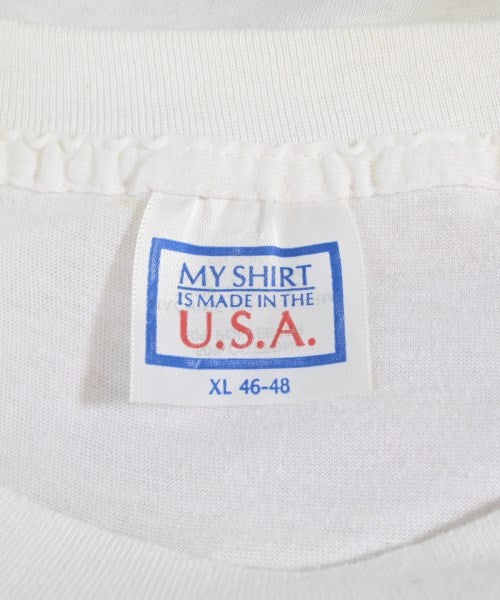 MY SHIRT
IS MADE IN THE
U.S.A.
XL 46-48